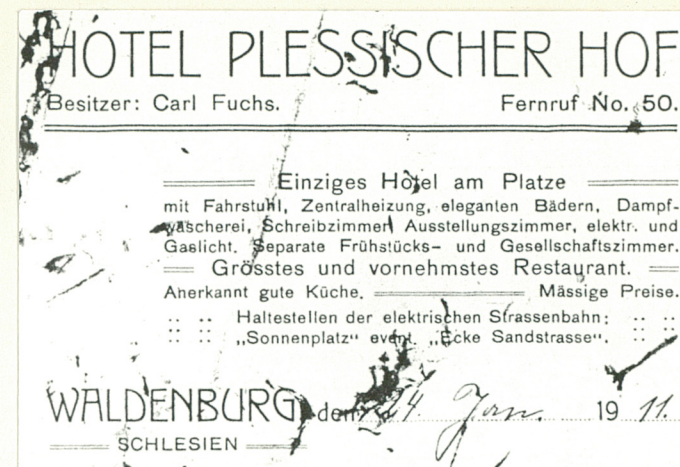 HOTEL PLESSISCHER HOF
Besitzer: Carl Fuchs. Fernruf No. 50.
Einziges Hotel am Platze
mit Fahrstuhl, Zentralheizung, eleganten Bädern, Dampf-
wäscherei, Schreibzimmer, Ausstellungszimmer, elektr. und
Gaslicht. Separate Frühstücks- und Gesellschaftszimmer.
Grösstes und vornehmstes Restaurant.
Anerkannt gute Küche. Mässige Preise.
Haltestellen der elektrischen Strassenbahn:
„Sonnenplatz“ event. „Ecke Sandstrasse“.
WALDENBURG, den 24. Jan. 1911.
SCHLESIEN